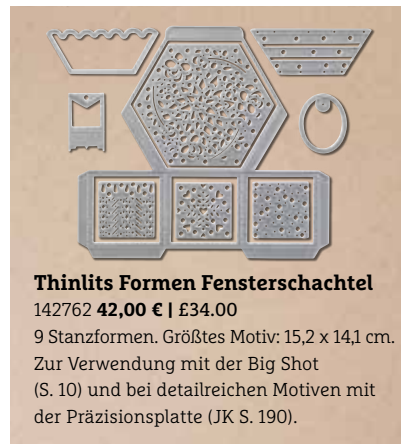 Thinlits Formen Fensterschachtel
142762 42,00 € | £34.00
9 Stanzformen. Größtes Motiv: 15,2 x 14,1 cm.
Zur Verwendung mit der Big Shot
(S. 10) und bei detailreichen Motiven mit
der Präzisionsplatte (JK S. 190).